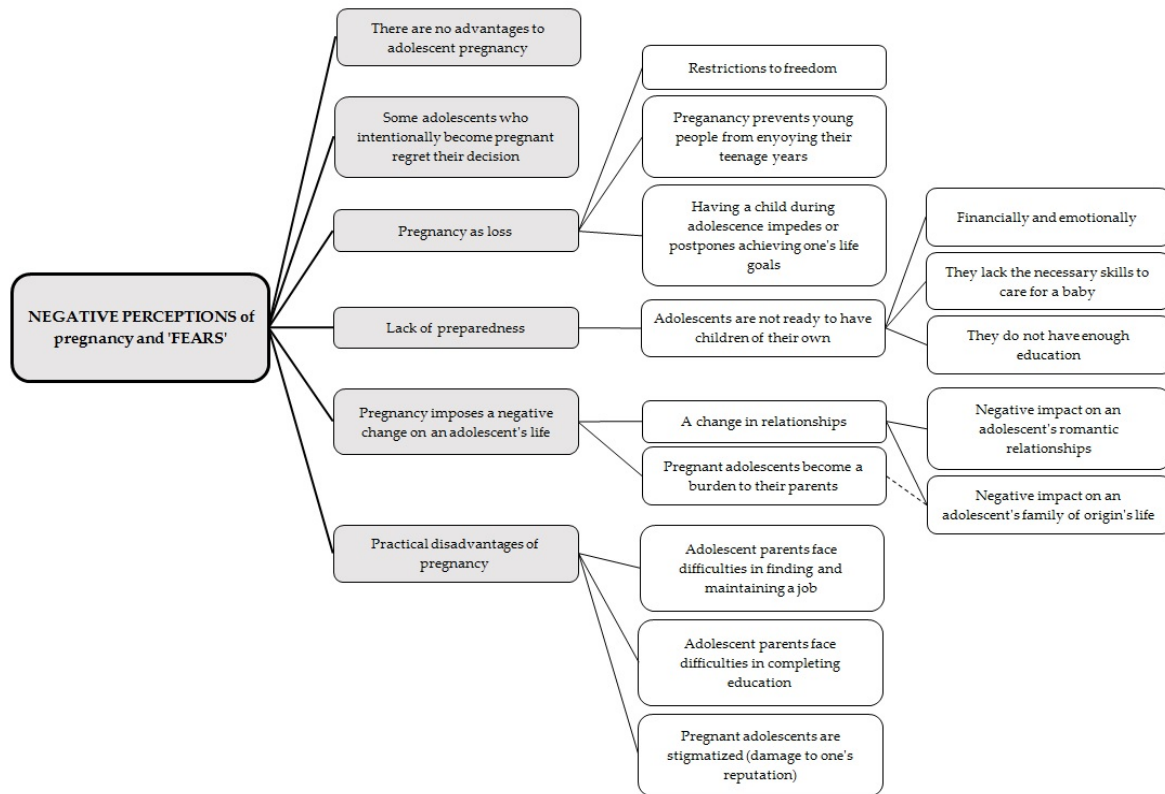 NEGATIVE PERCEPTIONS of
pregnancy and 'FEARS'
There are no advantages to
adolescent pregnancy
Some adolescents who
intentionally become pregnant
regret their decision
Pregnancy as loss
Restrictions to freedom
Preganancy prevents young
people from enyoying their
teenage years
Having a child during
adolescence impedes or
postpones achieving one's life
goals
Lack of preparedness
Adolescents are not ready to have
children of their own
Financially and emotionally
They lack the necessary skills to
care for a baby
They do not have enough
education
Pregnancy imposes a negative
change on an adolescent's life
A change in relationships
Negative impact on an
adolescent's romantic
relationships
Pregnant adolescents become a
burden to their parents
Negative impact on an
adolescent's family of origin's life
Practical disadvantages of
pregnancy
Adolescent parents face
difficulties in finding and
maintaining a job
Adolescent parents face
difficulties in completing
education
Pregnant adolescents are
stigmatized (damage to one's
reputation)